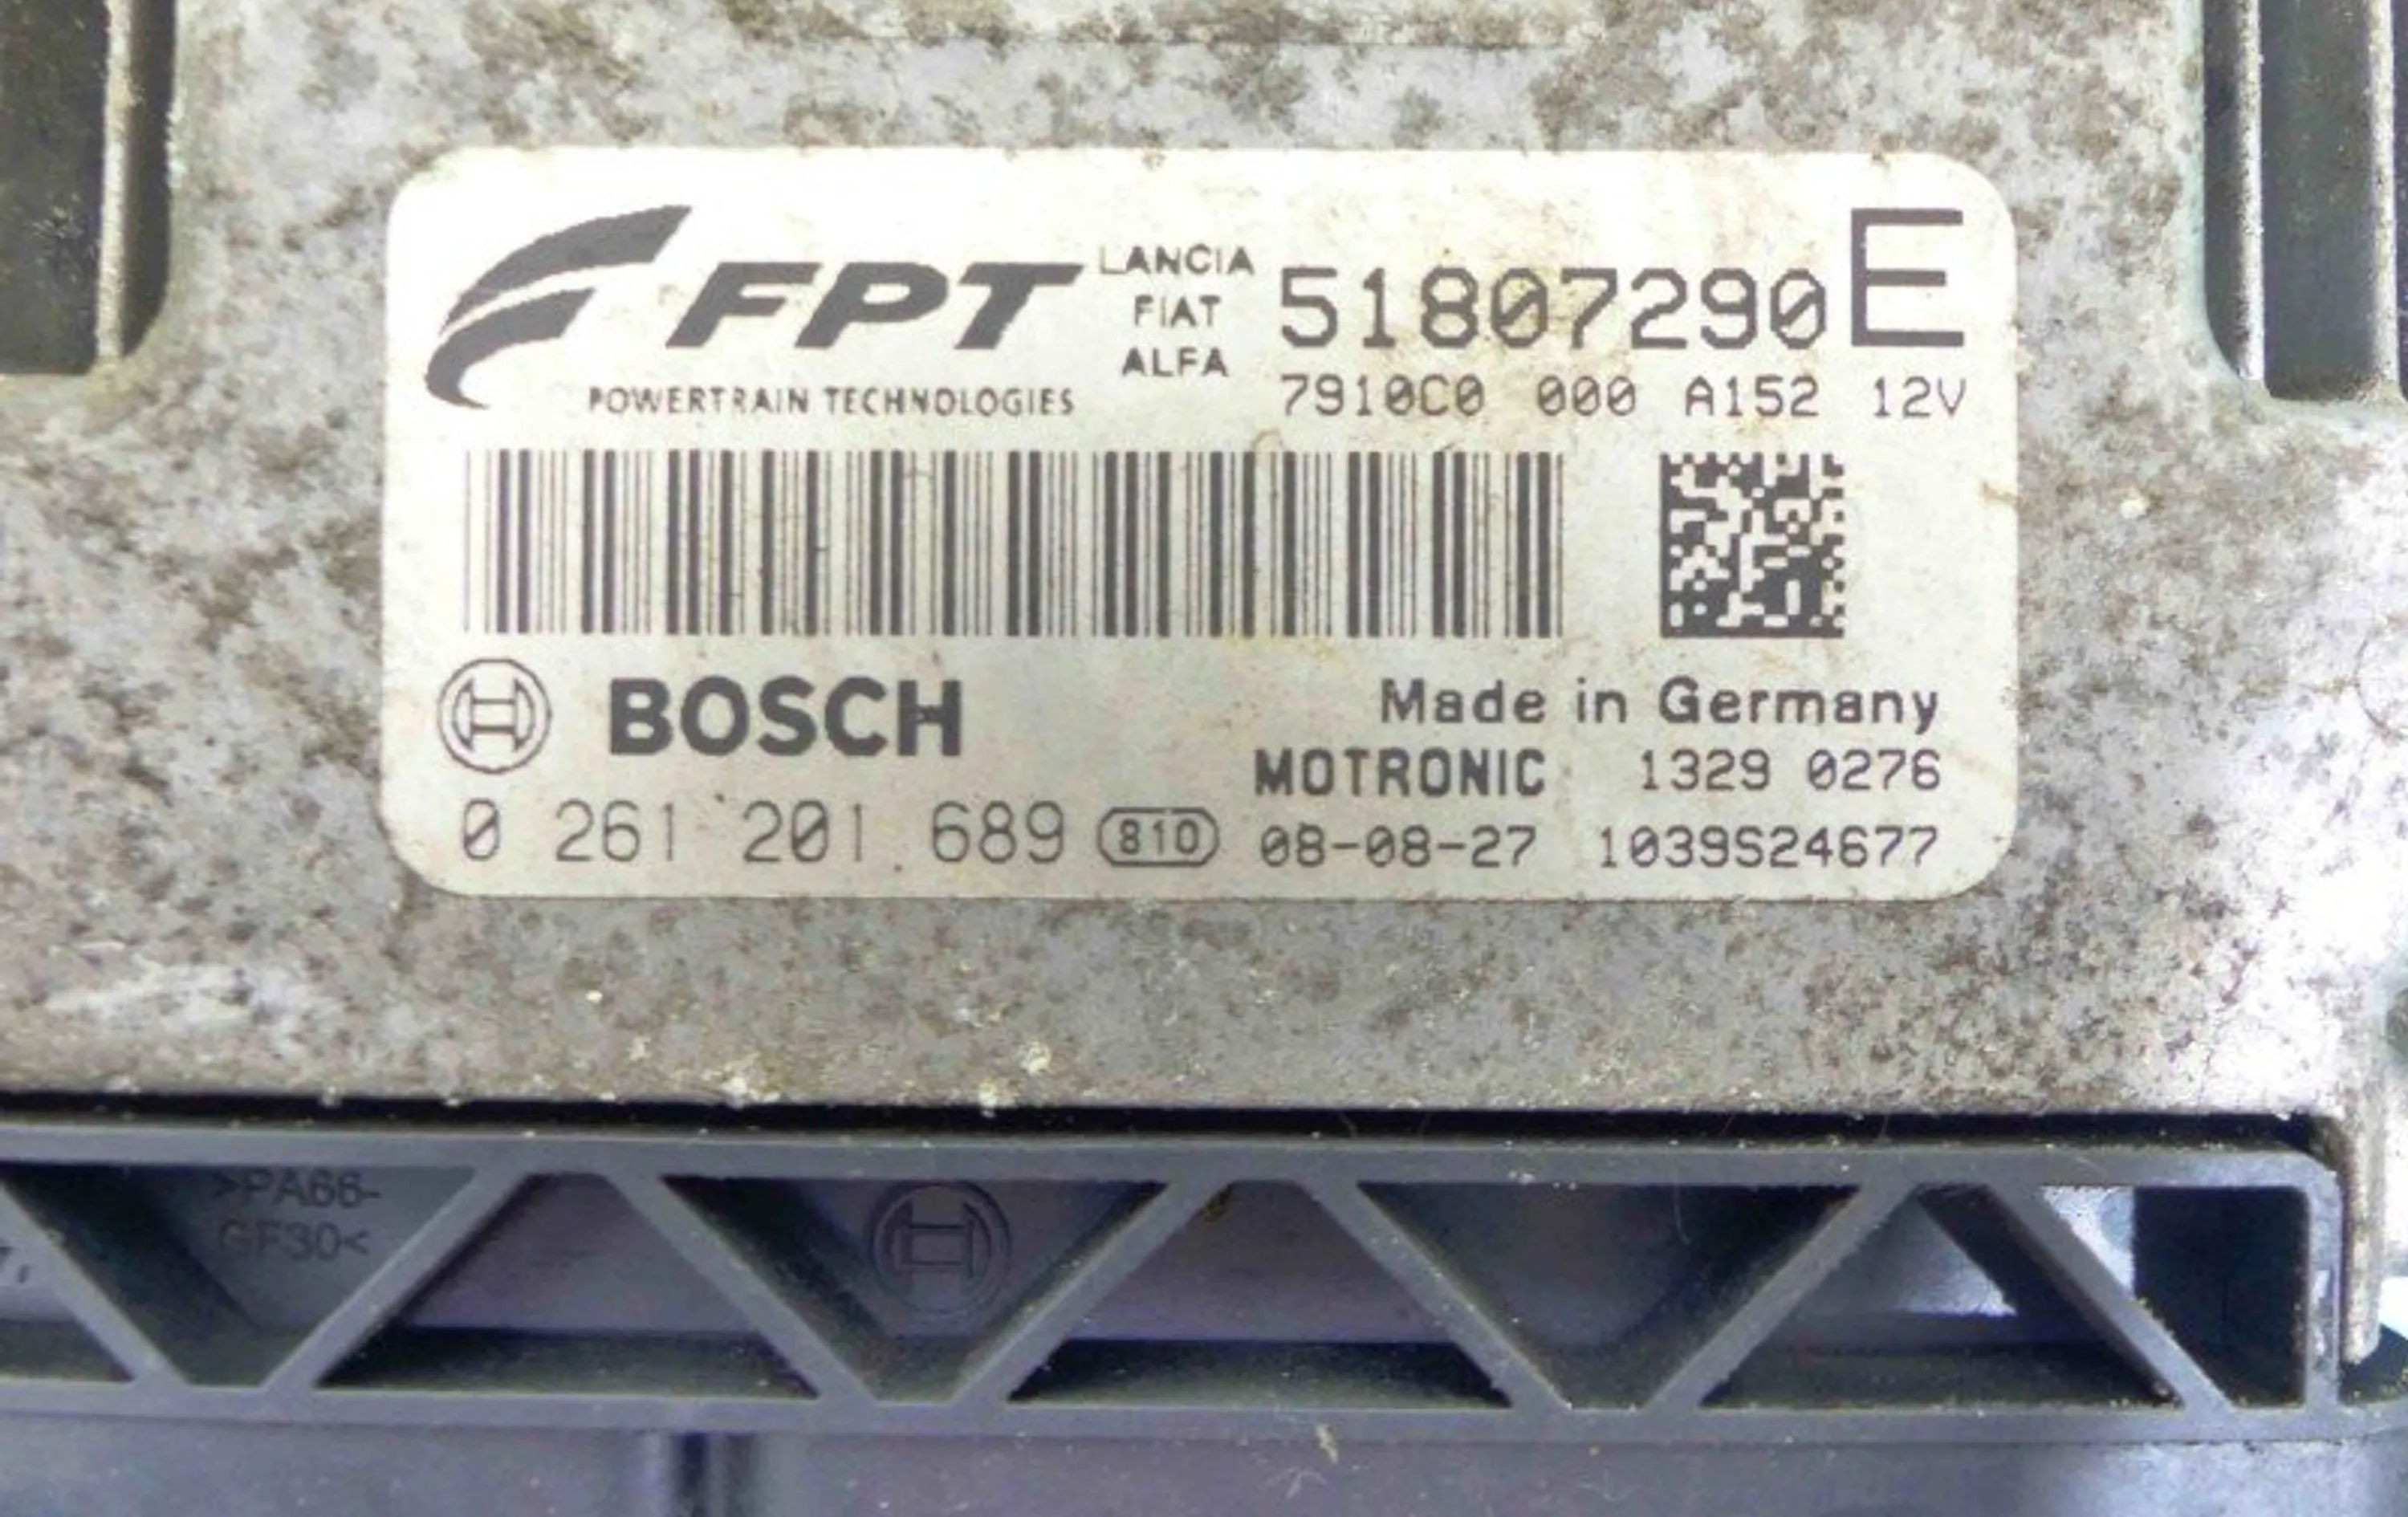 FPT
POWERTRAIN TECHNOLOGIES
LANCIA
FIAT
ALFA
51807290 E
7910C0 000 A152 12V
BOSCH
0 261 201 689 810
Made in Germany
MOTRONIC 1329 0276
08-08-27 1039S24677
>PA66-
GF30<